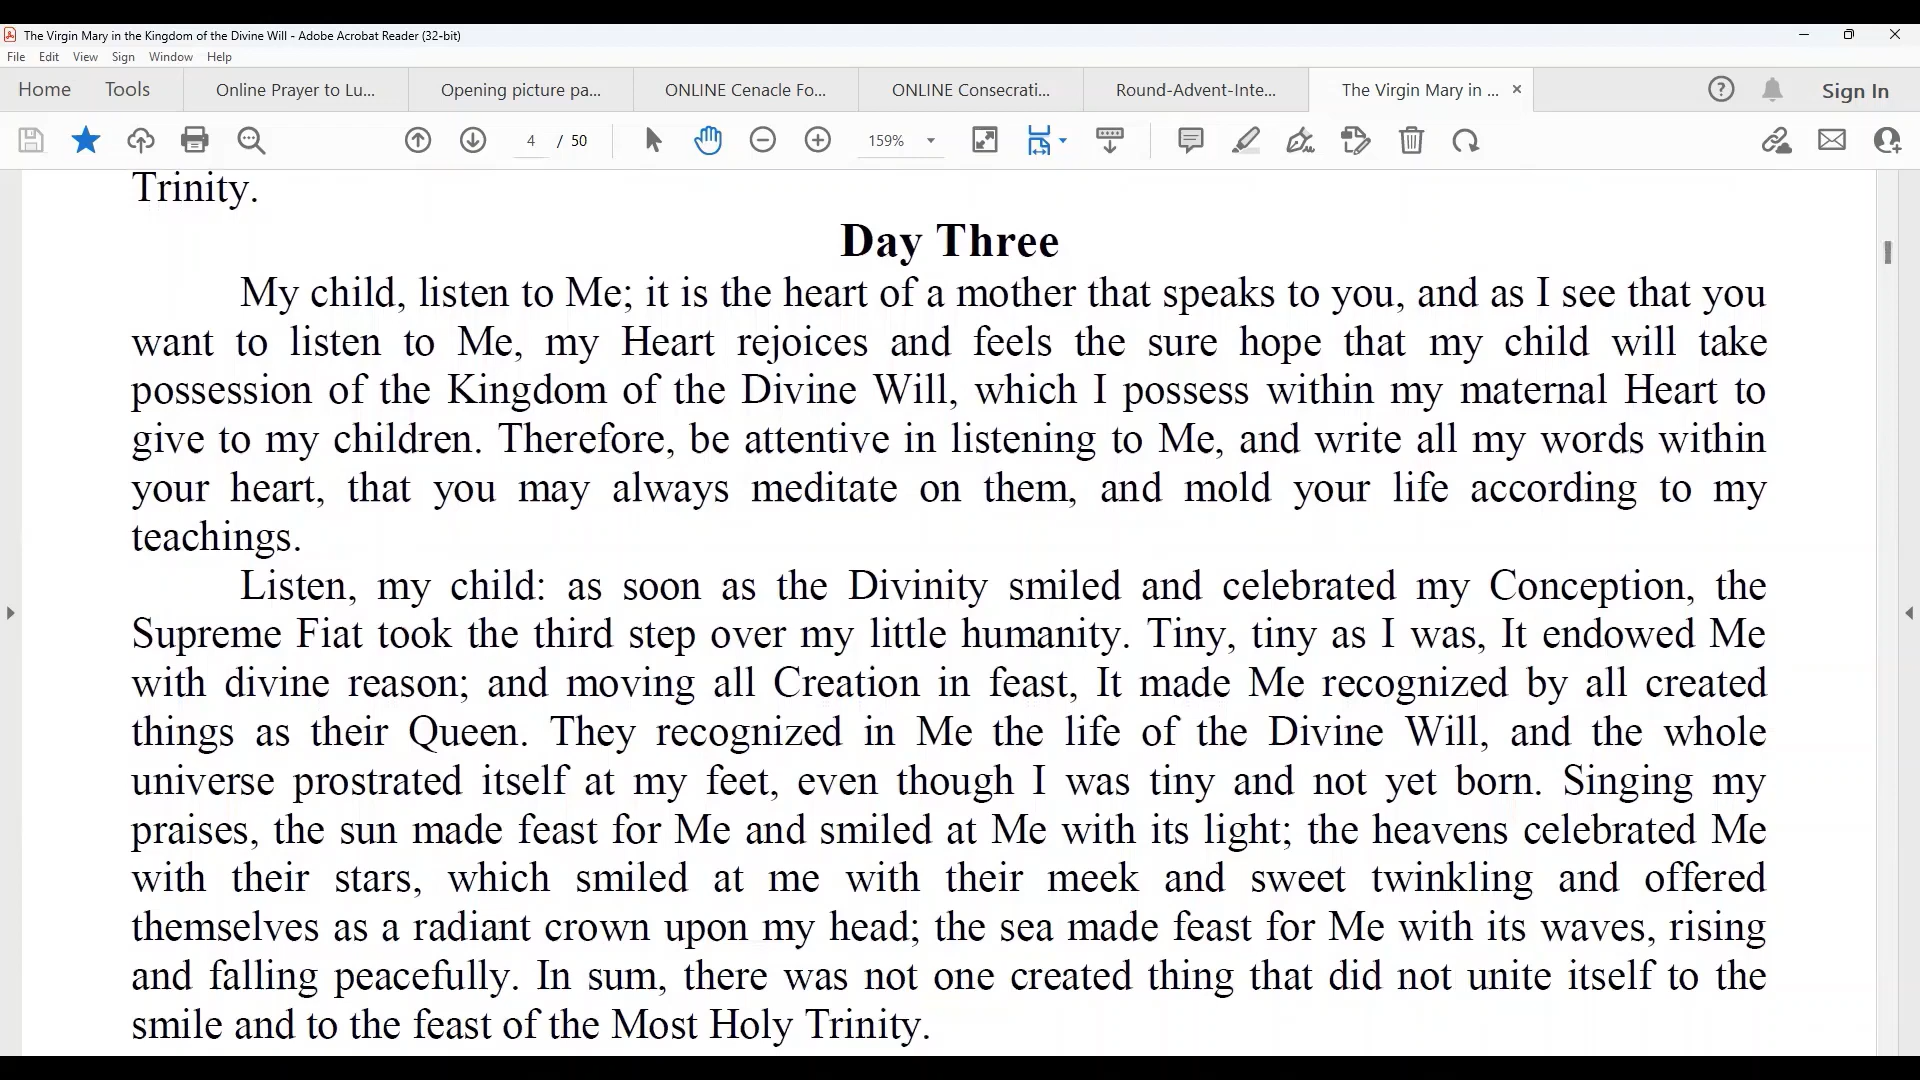 The Virgin Mary in the Kingdom of the Divine Will - Adobe Acrobat Reader (32-bit)
File Edit View Sign Window Help
Home Tools Online Prayer to Lu... Opening picture pa... ONLINE Cenacle Fo... ONLINE Consecrati... Round-Advent-Inte... The Virgin Mary in ... Sign In
4 / 50 159%
Trinity.
Day Three
My child, listen to Me; it is the heart of a mother that speaks to you, and as I see that you
want to listen to Me, my Heart rejoices and feels the sure hope that my child will take
possession of the Kingdom of the Divine Will, which I possess within my maternal Heart to
give to my children. Therefore, be attentive in listening to Me, and write all my words within
your heart, that you may always meditate on them, and mold your life according to my
teachings.
Listen, my child: as soon as the Divinity smiled and celebrated my Conception, the
Supreme Fiat took the third step over my little humanity. Tiny, tiny as I was, It endowed Me
with divine reason; and moving all Creation in feast, It made Me recognized by all created
things as their Queen. They recognized in Me the life of the Divine Will, and the whole
universe prostrated itself at my feet, even though I was tiny and not yet born. Singing my
praises, the sun made feast for Me and smiled at Me with its light; the heavens celebrated Me
with their stars, which smiled at me with their meek and sweet twinkling and offered
themselves as a radiant crown upon my head; the sea made feast for Me with its waves, rising
and falling peacefully. In sum, there was not one created thing that did not unite itself to the
smile and to the feast of the Most Holy Trinity.